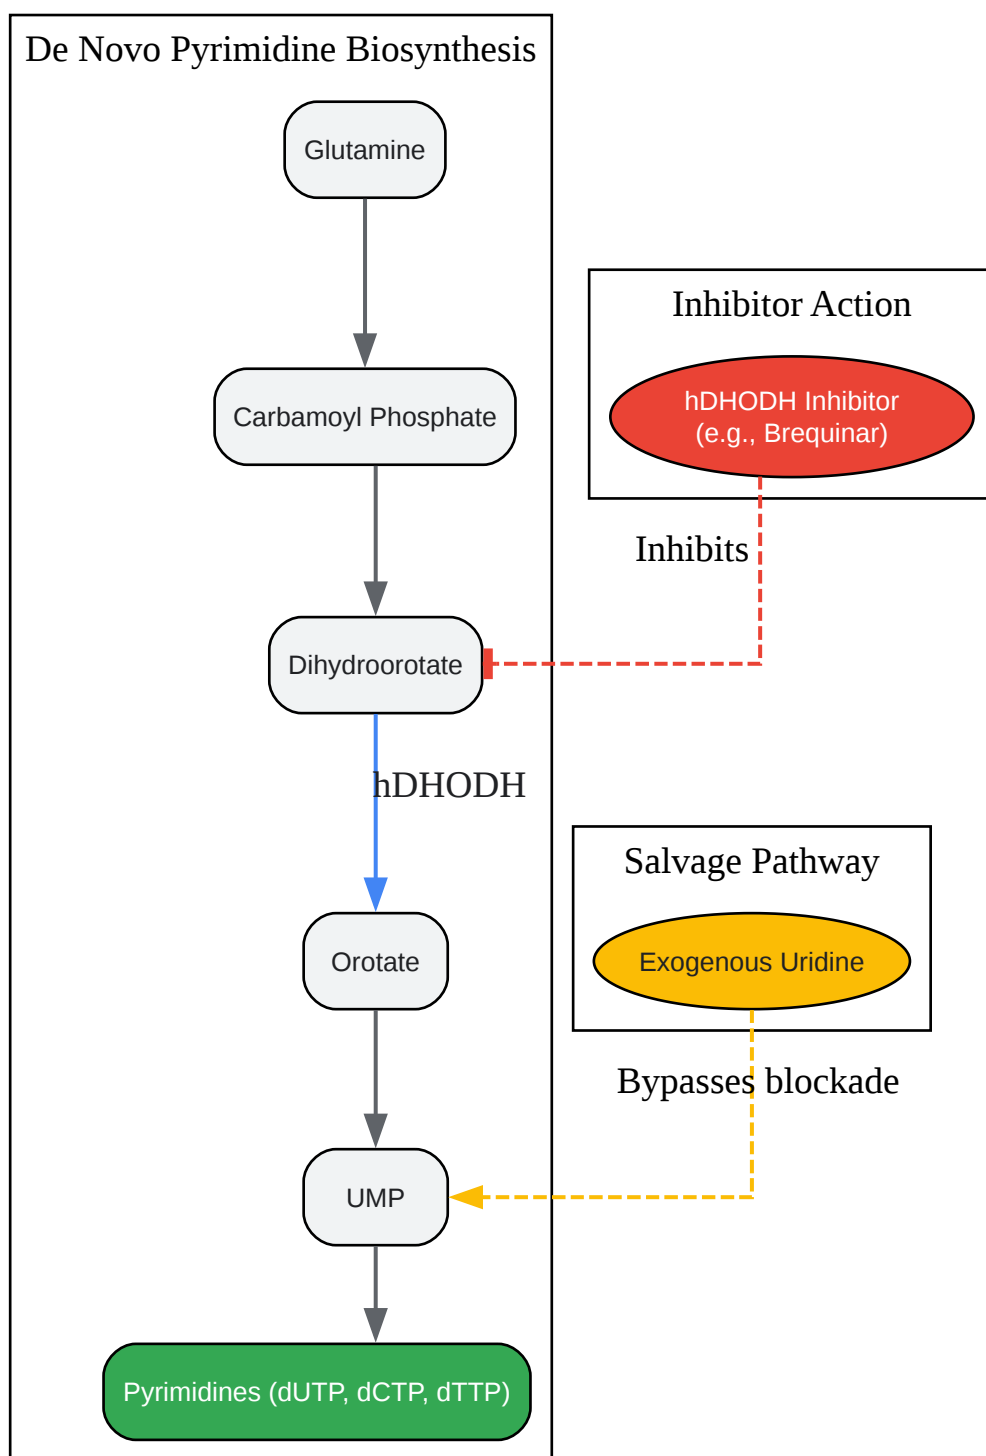 De Novo Pyrimidine Biosynthesis
Glutamine
Carbamoyl Phosphate
Dihydroorotate
hDHODH
Orotate
UMP
Pyrimidines (dUTP, dCTP, dTTP)
Inhibitor Action
hDHODH Inhibitor
(e.g., Brequinar)
Inhibits
Salvage Pathway
Exogenous Uridine
Bypasses blockade